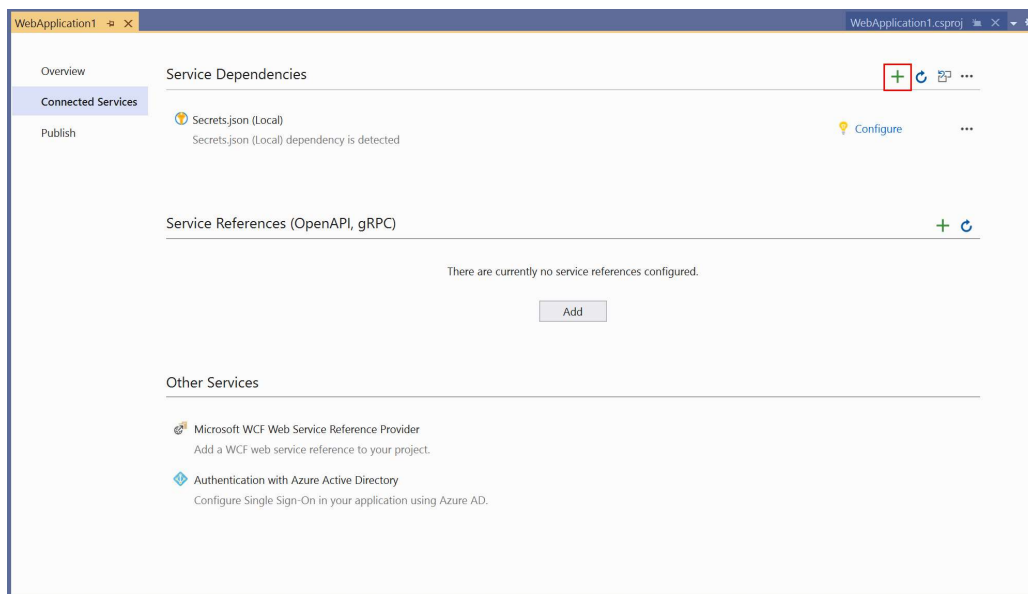 WebApplication1
WebApplication1.csproj
Overview
Connected Services
Publish
Service Dependencies
Secrets.json (Local)
Secrets.json (Local) dependency is detected
Configure
Service References (OpenAPI, gRPC)
There are currently no service references configured.
Add
Other Services
Microsoft WCF Web Service Reference Provider
Add a WCF web service reference to your project.
Authentication with Azure Active Directory
Configure Single Sign-On in your application using Azure AD.